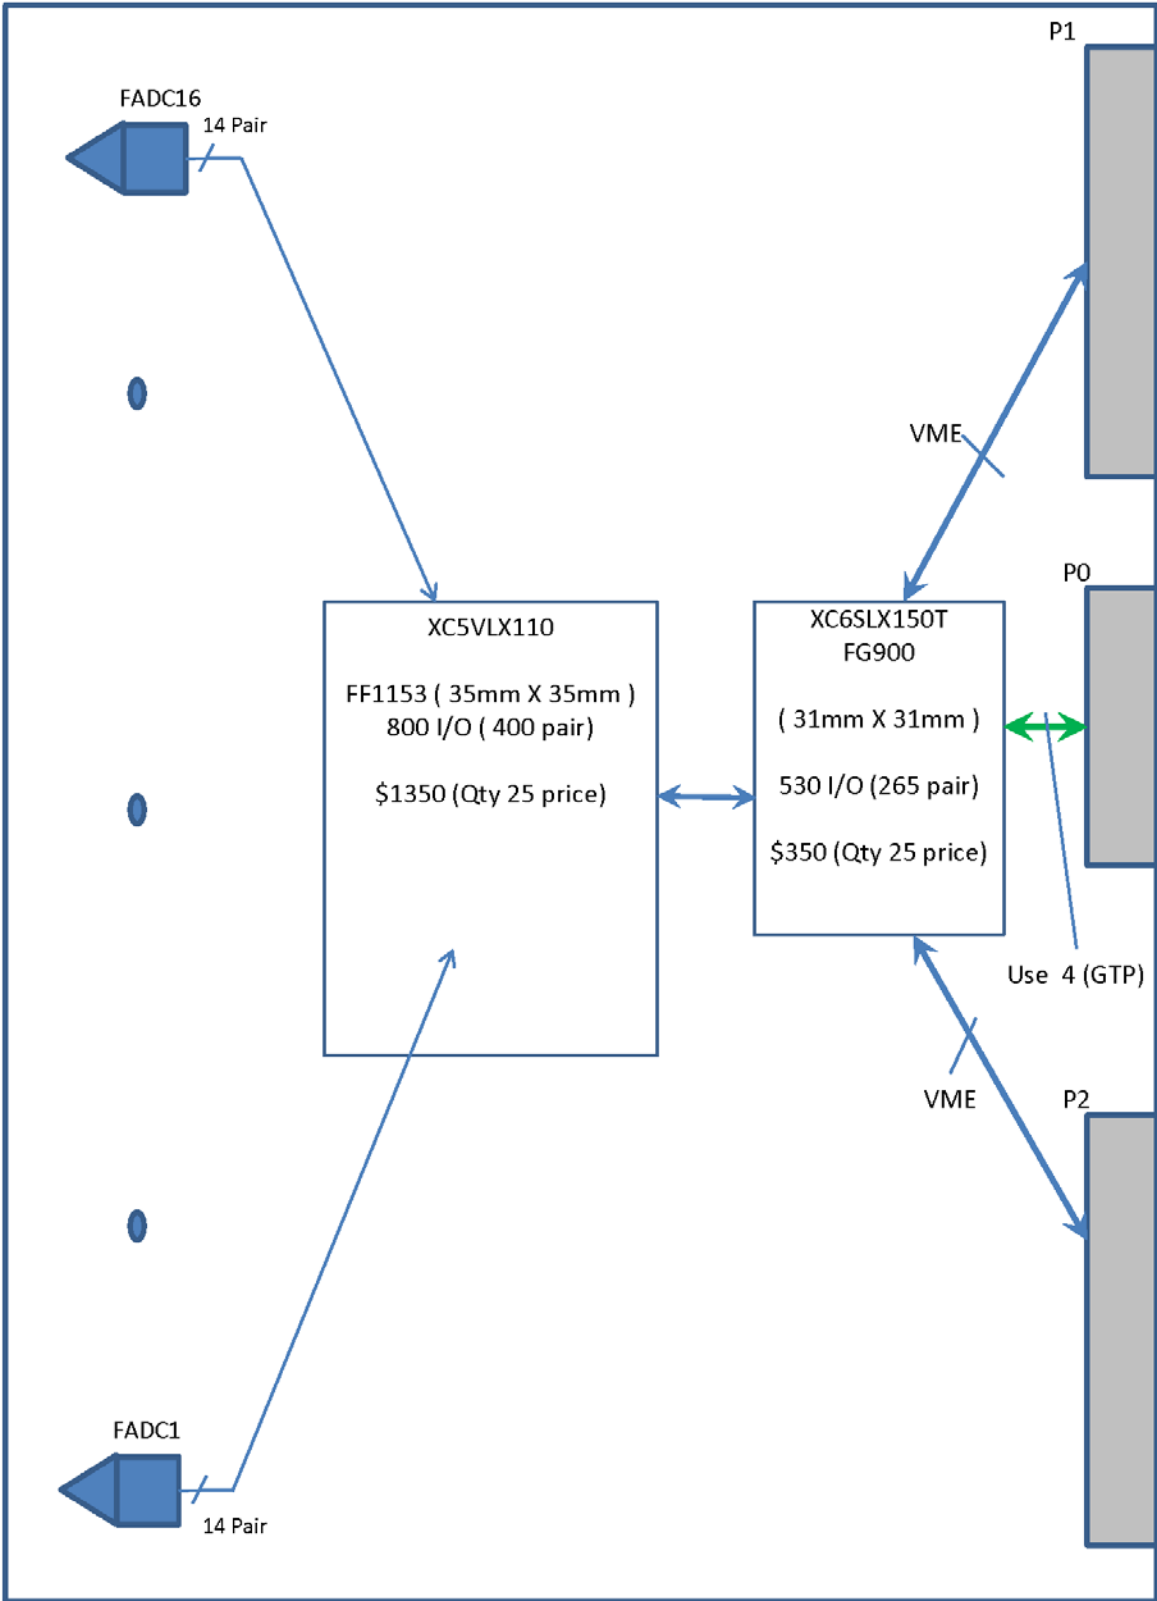 P1
FADC16
14 Pair
VME
P0
XC5VLX110
FF1153 ( 35mm X 35mm )
800 I/O ( 400 pair)
$1350 (Qty 25 price)
XC6SLX150T
FG900
( 31mm X 31mm )
530 I/O (265 pair)
$350 (Qty 25 price)
Use 4 (GTP)
VME
P2
FADC1
14 Pair